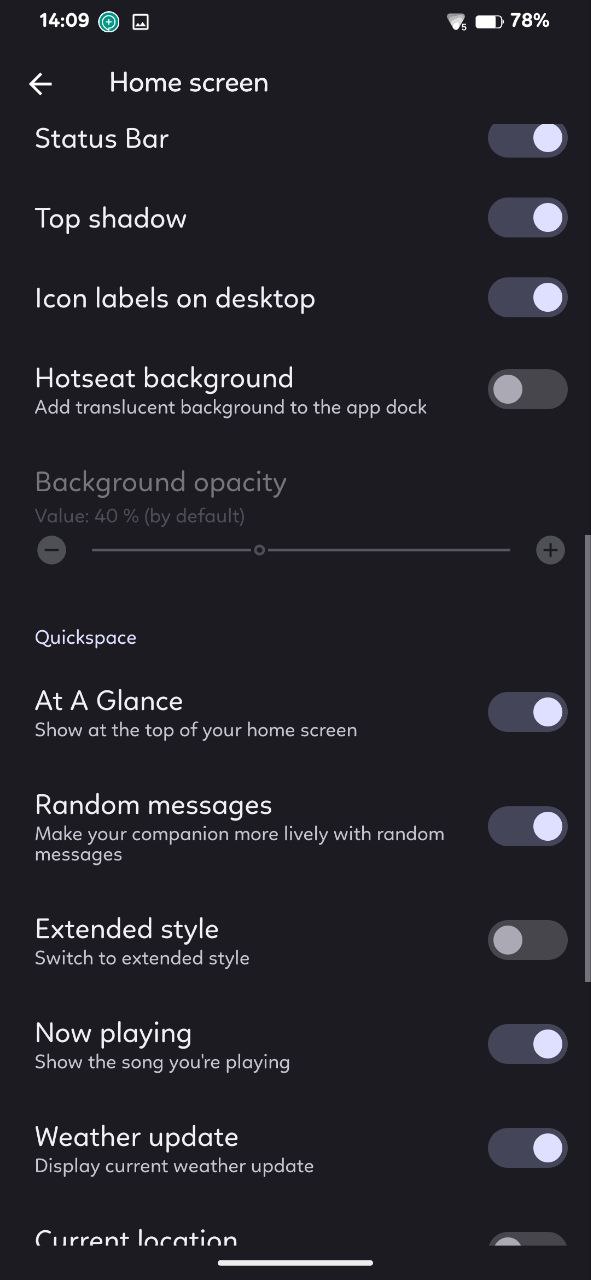 14:09
5
78%
Home screen
Status Bar
Top shadow
Icon labels on desktop
Hotseat background
Add translucent background to the app dock
Background opacity
Value: 40 % (by default)
Quickspace
At A Glance
Show at the top of your home screen
Random messages
Make your companion more lively with random
messages
Extended style
Switch to extended style
Now playing
Show the song you're playing
Weather update
Display current weather update
Current location